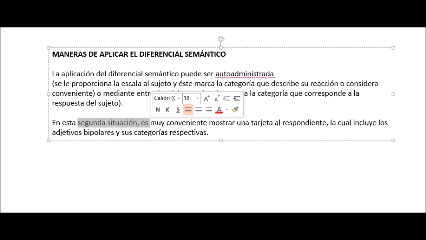 MANERAS DE APLICAR EL DIFERENCIAL SEMÁNTICO
La aplicación del diferencial semántico puede ser autoadministrada
(se le proporciona la escala al sujeto y éste marca la categoría que describe su reacción o considera
conveniente) o mediante a la categoría que corresponde a la
respuesta del sujeto).
Calibri (C 18
N K S
En esta segunda situación, es muy conveniente mostrar una tarjeta al respondiente, la cual incluye los
adjetivos bipolares y sus categorías respectivas.